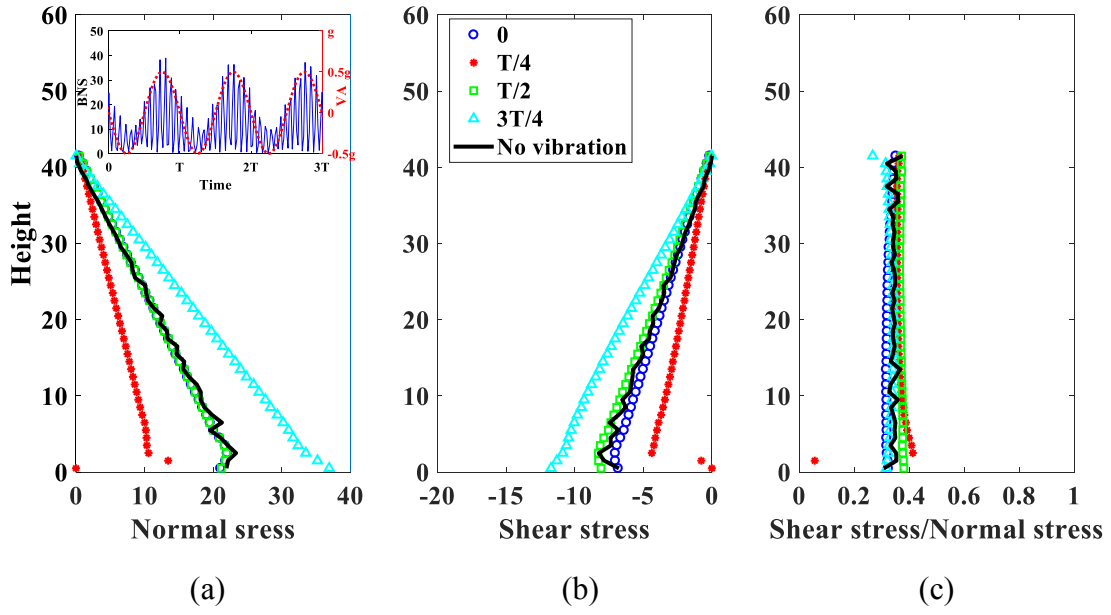 60
50
40
30
20
10
0
Height
0 10 20 30 40
Normal sress
50
40
30
20
10
0
BNS
g
0.5g
0
-0.5g
VA
0 T 2T 3T
Time
(a)
60
50
40
30
20
10
0
-20 -15 -10 -5 0
Shear stress
0
T/4
T/2
3T/4
No vibration
(b)
60
50
40
30
20
10
0
0 0.2 0.4 0.6 0.8 1
Shear stress/Normal stress
(c)